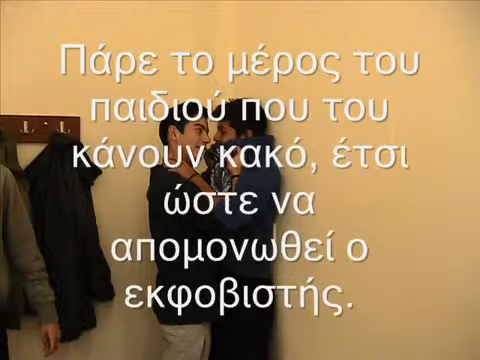 Πάρε το μέρος του
παιδιού που του
κάνουν κακό, έτσι
ώστε να
απομονωθεί ο
εκφοβιστής.